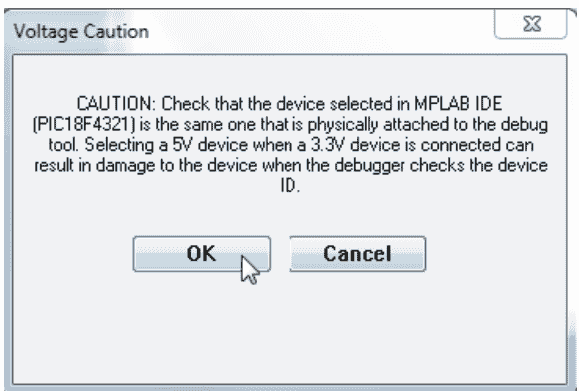 Voltage Caution
CAUTION: Check that the device selected in MPLAB IDE
(PIC18F4321) is the same one that is physically attached to the debug
tool. Selecting a 5V device when a 3.3V device is connected can
result in damage to the device when the debugger checks the device
ID.
OK Cancel